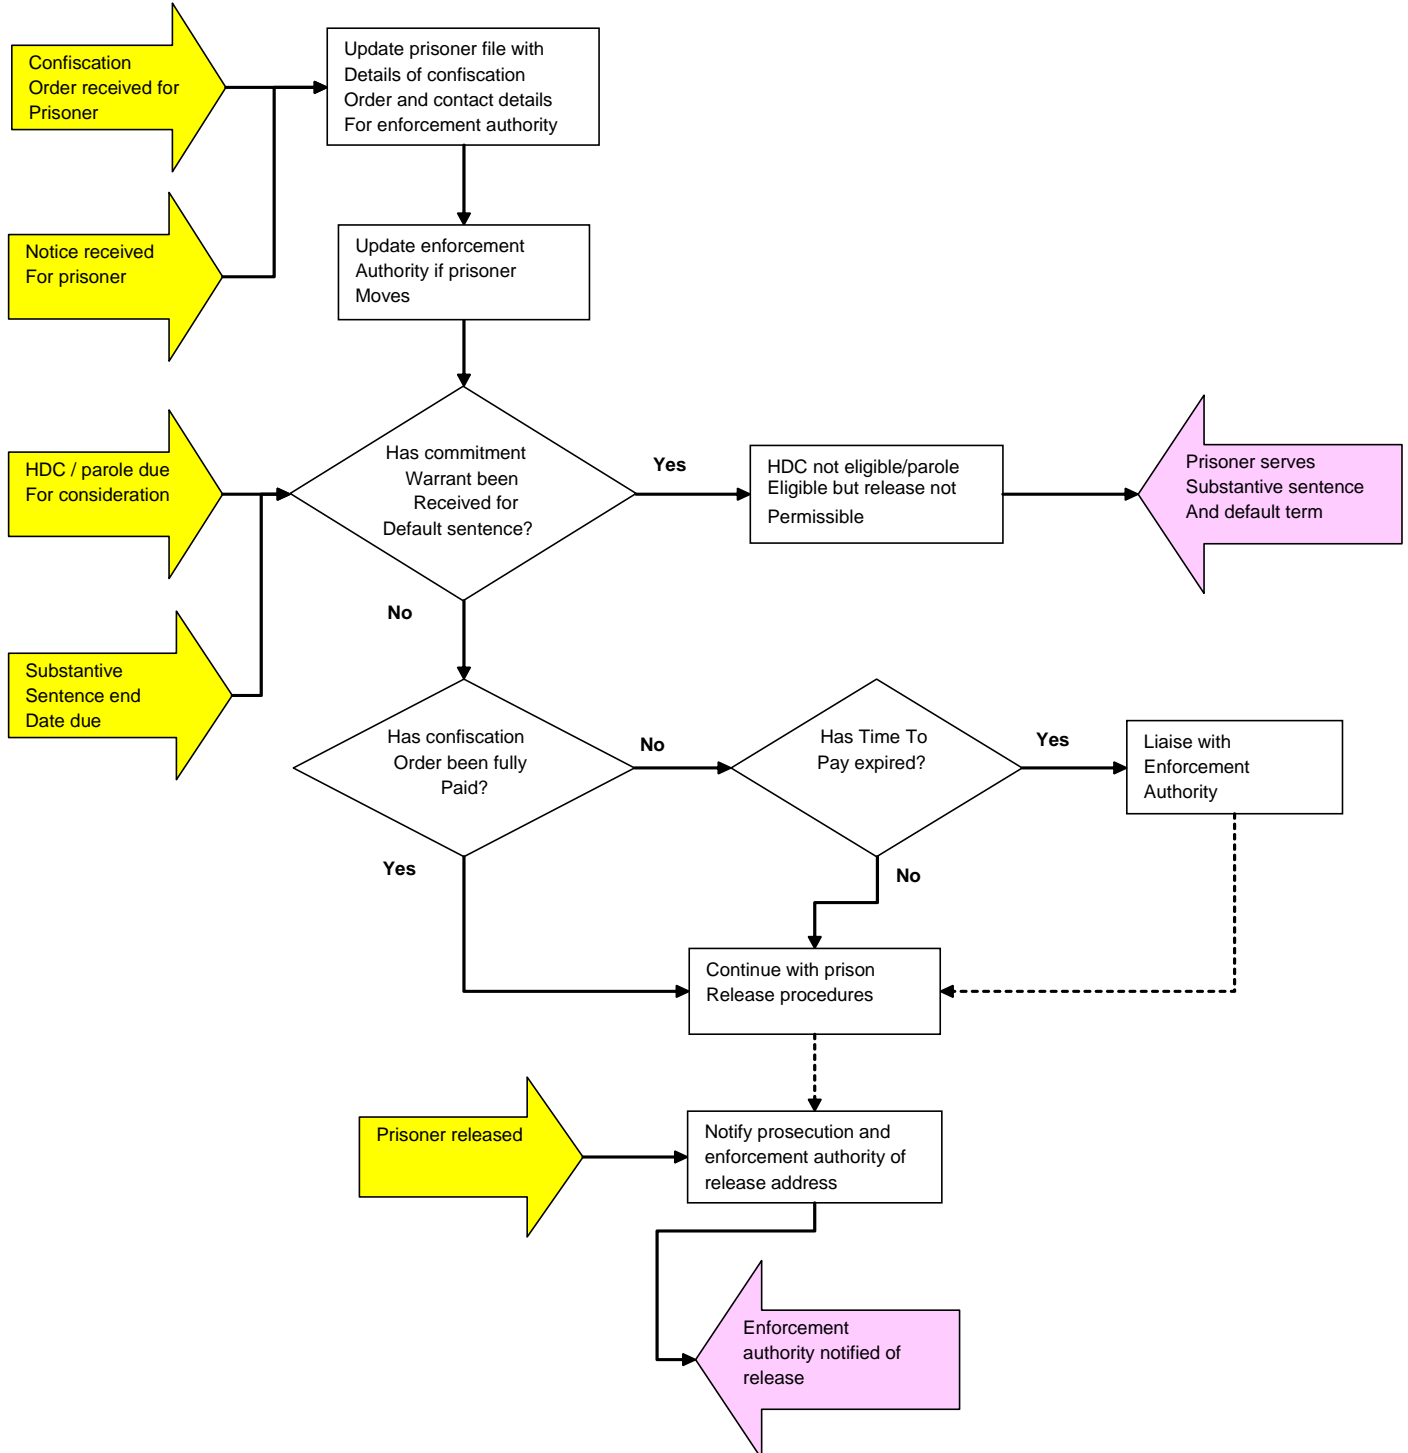 Confiscation
Order received for
Prisoner
Update prisoner file with
Details of confiscation
Order and contact details
For enforcement authority
Notice received
For prisoner
Update enforcement
Authority if prisoner
Moves
HDC / parole due
For consideration
Has commitment
Warrant been
Received for
Default sentence?
Yes
HDC not eligible/parole
Eligible but release not
Permissible
Prisoner serves
Substantive sentence
And default term
No
Substantive
Sentence end
Date due
Has confiscation
Order been fully
Paid?
No
Has Time To
Pay expired?
Yes
Liaise with
Enforcement
Authority
Yes
No
Continue with prison
Release procedures
Prisoner released
Notify prosecution and
enforcement authority of
release address
Enforcement
authority notified of
release